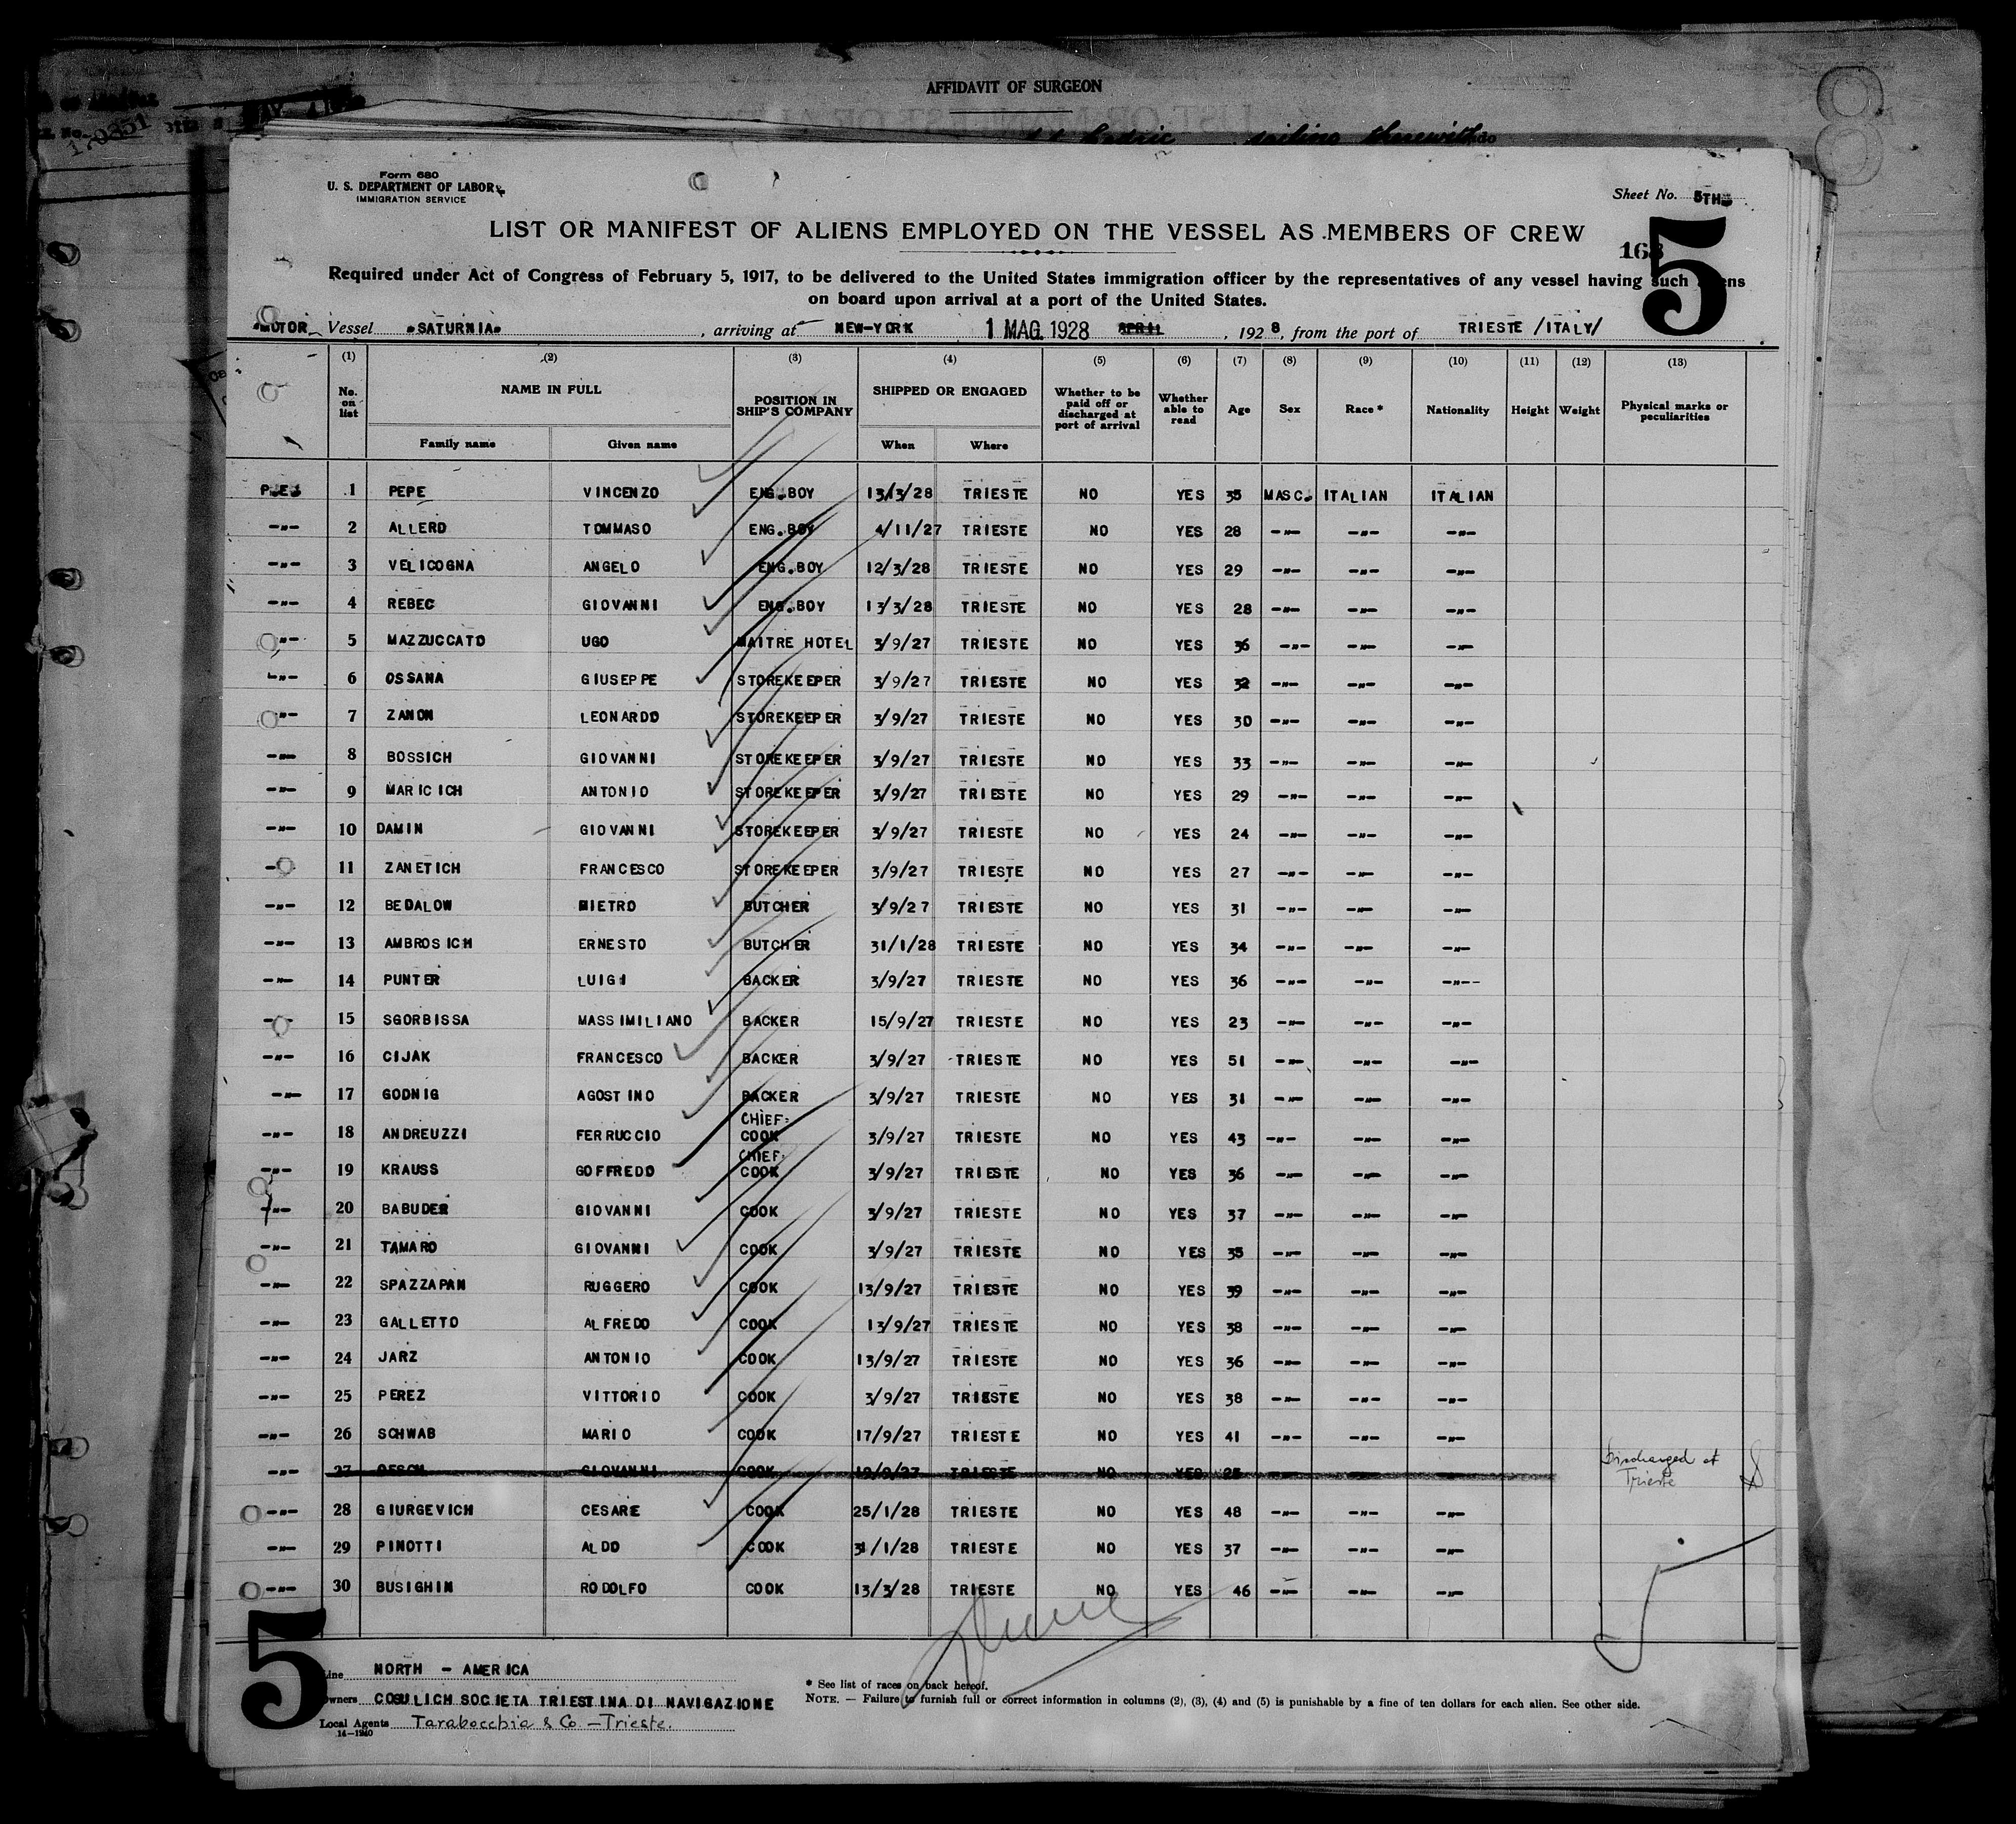 AFFIDAVIT OF SURGEON
sailing therewith do
Form 680
U. S. DEPARTMENT OF LABOR
IMMIGRATION SERVICE
Sheet No. 5TH
LIST OR MANIFEST OF ALIENS EMPLOYED ON THE VESSEL AS MEMBERS OF CREW
5
Required under Act of Congress of February 5, 1917, to be delivered to the United States immigration officer by the representatives of any vessel having such aliens
on board upon arrival at a port of the United States.
MOTOR Vessel "SATURNIA" , arriving at NEW-YORK 1 MAG. 1928 APRIL , 192 8, from the port of TRIESTE /ITALY/
(1) (2) (3) (4) (5) (6) (7) (8) (9) (10) (11) (12) (13)
No. on list NAME IN FULL POSITION IN SHIP'S COMPANY SHIPPED OR ENGAGED Whether to be paid off or discharged at port of arrival Whether able to read Age Sex Race * Nationality Height Weight Physical marks or peculiarities
Family name Given name When Where
1 PEPE VINCENZO ENG.BOY 13/3/28 TRIESTE NO YES 35 MASC. ITALIAN ITALIAN
-"- 2 ALLERO TOMMASO ENG.BOY 4/11/27 TRIESTE NO YES 28 -"- -"- -"-
-"- 3 VELICOGNA ANGELO ENG.BOY 12/3/28 TRIESTE NO YES 29 -"- -"- -"-
-"- 4 REBEC GIOVANNI ENG.BOY 13/3/28 TRIESTE NO YES 28 -"- -"- -"-
-"- 5 MAZZUCCATO UGO MAITRE HOTEL 3/9/27 TRIESTE NO YES 36 -"- -"- -"-
-"- 6 OSSANA GIUSEPPE STOREKEEPER 3/9/27 TRIESTE NO YES 32 -"- -"- -"-
-"- 7 ZANON LEONARDO STOREKEEPER 3/9/27 TRIESTE NO YES 30 -"- -"- -"-
-"- 8 BOSSICH GIOVANNI STOREKEEPER 3/9/27 TRIESTE NO YES 33 -"- -"- -"-
-"- 9 MARICICH ANTONIO STOREKEEPER 3/9/27 TRIESTE NO YES 29 -"- -"- -"-
-"- 10 DAMIN GIOVANNI STOREKEEPER 3/9/27 TRIESTE NO YES 24 -"- -"- -"-
-"- 11 ZANETICH FRANCESCO STOREKEEPER 3/9/27 TRIESTE NO YES 27 -"- -"- -"-
-"- 12 BEDALOW MIETRO BUTCHER 3/9/27 TRIESTE NO YES 31 -"- -"- -"-
-"- 13 AMBROSICH ERNESTO BUTCHER 31/1/28 TRIESTE NO YES 34 -"- -"- -"-
-"- 14 PUNTER LUIGI BACKER 3/9/27 TRIESTE NO YES 36 -"- -"- -"--
-"- 15 SGORBISSA MASSIMILIANO BACKER 15/9/27 TRIESTE NO YES 23 -"- -"- -"-
-"- 16 CIJAK FRANCESCO BACKER 3/9/27 TRIESTE NO YES 51 -"- -"- -"-
-"- 17 GODNIG AGOSTINO BACKER 3/9/27 TRIESTE NO YES 31 -"- -"- -"-
-"- 18 ANDREUZZI FERRUCCIO CHIEF COOK 3/9/27 TRIESTE NO YES 43 -"- -"- -"-
-"- 19 KRAUSS GOFFREDO CHIEF COOK 3/9/27 TRIESTE NO YES 36 -"- -"- -"-
-"- 20 BABUDER GIOVANNI COOK 3/9/27 TRIESTE NO YES 37 -"- -"- -"-
-"- 21 TAMARO GIOVANNI COOK 3/9/27 TRIESTE NO YES 35 -"- -"- -"-
-"- 22 SPAZZAPAN RUGGERO COOK 13/9/27 TRIESTE NO YES 39 -"- -"- -"-
-"- 23 GALLETTO ALFREDO COOK 13/9/27 TRIESTE NO YES 38 -"- -"- -"-
-"- 24 JARZ ANTONIO COOK 13/9/27 TRIESTE NO YES 36 -"- -"- -"-
-"- 25 PEREZ VITTORIO COOK 3/9/27 TRIESTE NO YES 38 -"- -"- -"-
-"- 26 SCHWAB MARIO COOK 17/9/27 TRIESTE NO YES 41 -"- -"- -"-
-"- 27 GIOVANNI COOK TRIESTE NO YES 25 Discharged at Trieste
-"- 28 GIURGEVICH CESARE COOK 25/1/28 TRIESTE NO YES 48 -"- -"- -"-
-"- 29 PINOTTI ALDO COOK 31/1/28 TRIESTE NO YES 37 -"- -"- -"-
-"- 30 BUSIGHIN RODOLFO COOK 13/3/28 TRIESTE NO YES 46 -"- -"- -"-
5
Line NORTH - AMERICA
Owners COSULICH SOCIETA TRIESTINA DI NAVIGAZIONE
Local Agents Tarabocchia & Co - Trieste.
14-1240
* See list of races on back hereof.
NOTE. — Failure to furnish full or correct information in columns (2), (3), (4) and (5) is punishable by a fine of ten dollars for each alien. See other side.